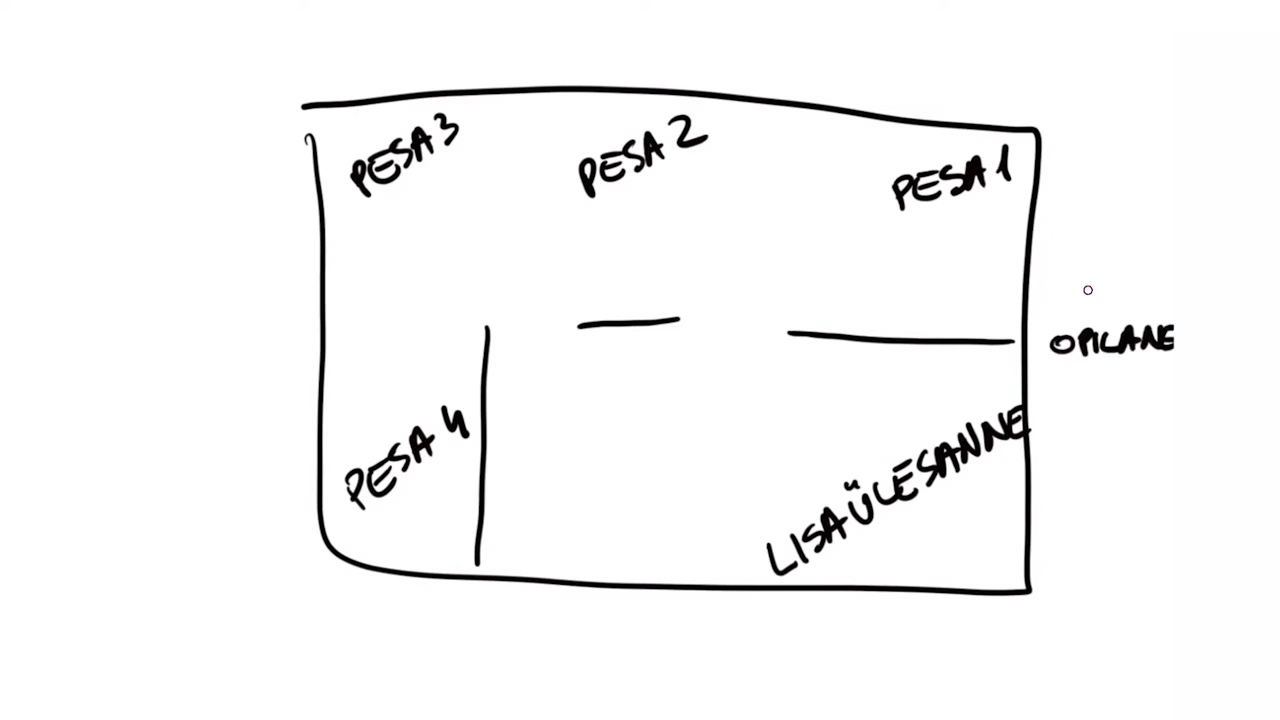 PESA 3
PESA 2
PESA 1
OPILANE
PESA 4
LISAÜLESANNE